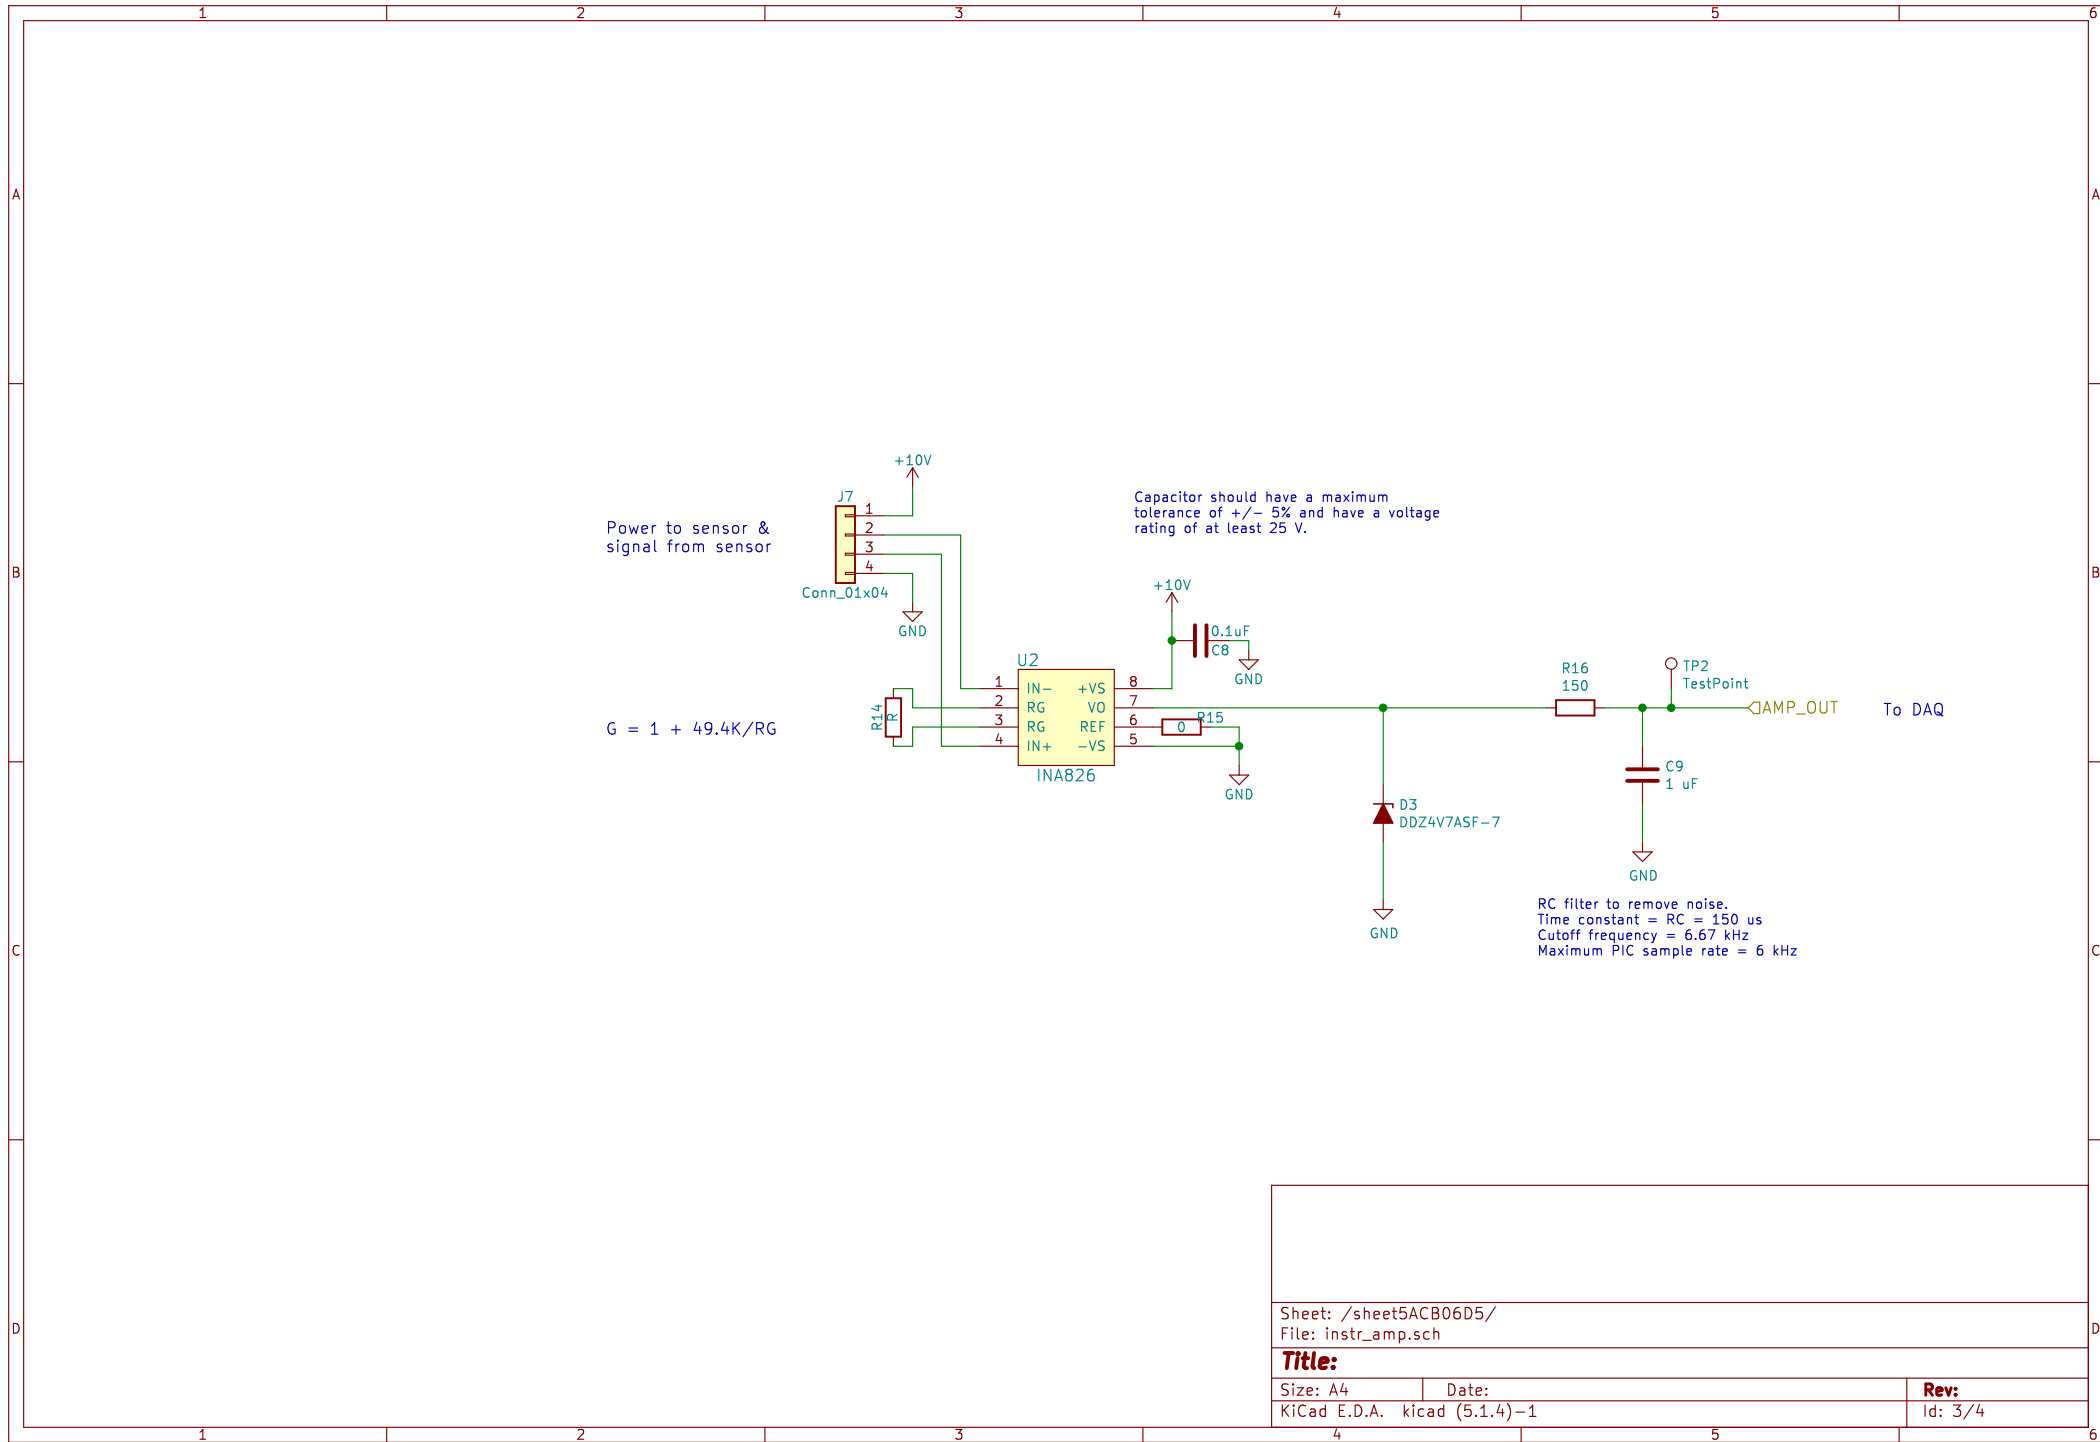 1 2 3 4 5 6
A A
+10V
J7
1
2
3
4
Conn_01x04
GND
Power to sensor &
signal from sensor
Capacitor should have a maximum
tolerance of +/- 5% and have a voltage
rating of at least 25 V.
B B
+10V
0.1uF
C8
GND
U2
1 IN- +VS 8
2 RG VO 7
3 RG REF 6
4 IN+ -VS 5
INA826
R14
R
G = 1 + 49.4K/RG
R15
0
GND
R16
150
TP2
TestPoint
AMP_OUT
To DAQ
D3
DDZ4V7ASF-7
GND
C9
1 uF
GND
RC filter to remove noise.
Time constant = RC = 150 us
Cutoff frequency = 6.67 kHz
Maximum PIC sample rate = 6 kHz
C C
D D
Sheet: /sheet5ACB06D5/
File: instr_amp.sch
Title:
Size: A4 Date: Rev:
KiCad E.D.A. kicad (5.1.4)-1 Id: 3/4
1 2 3 4 5 6